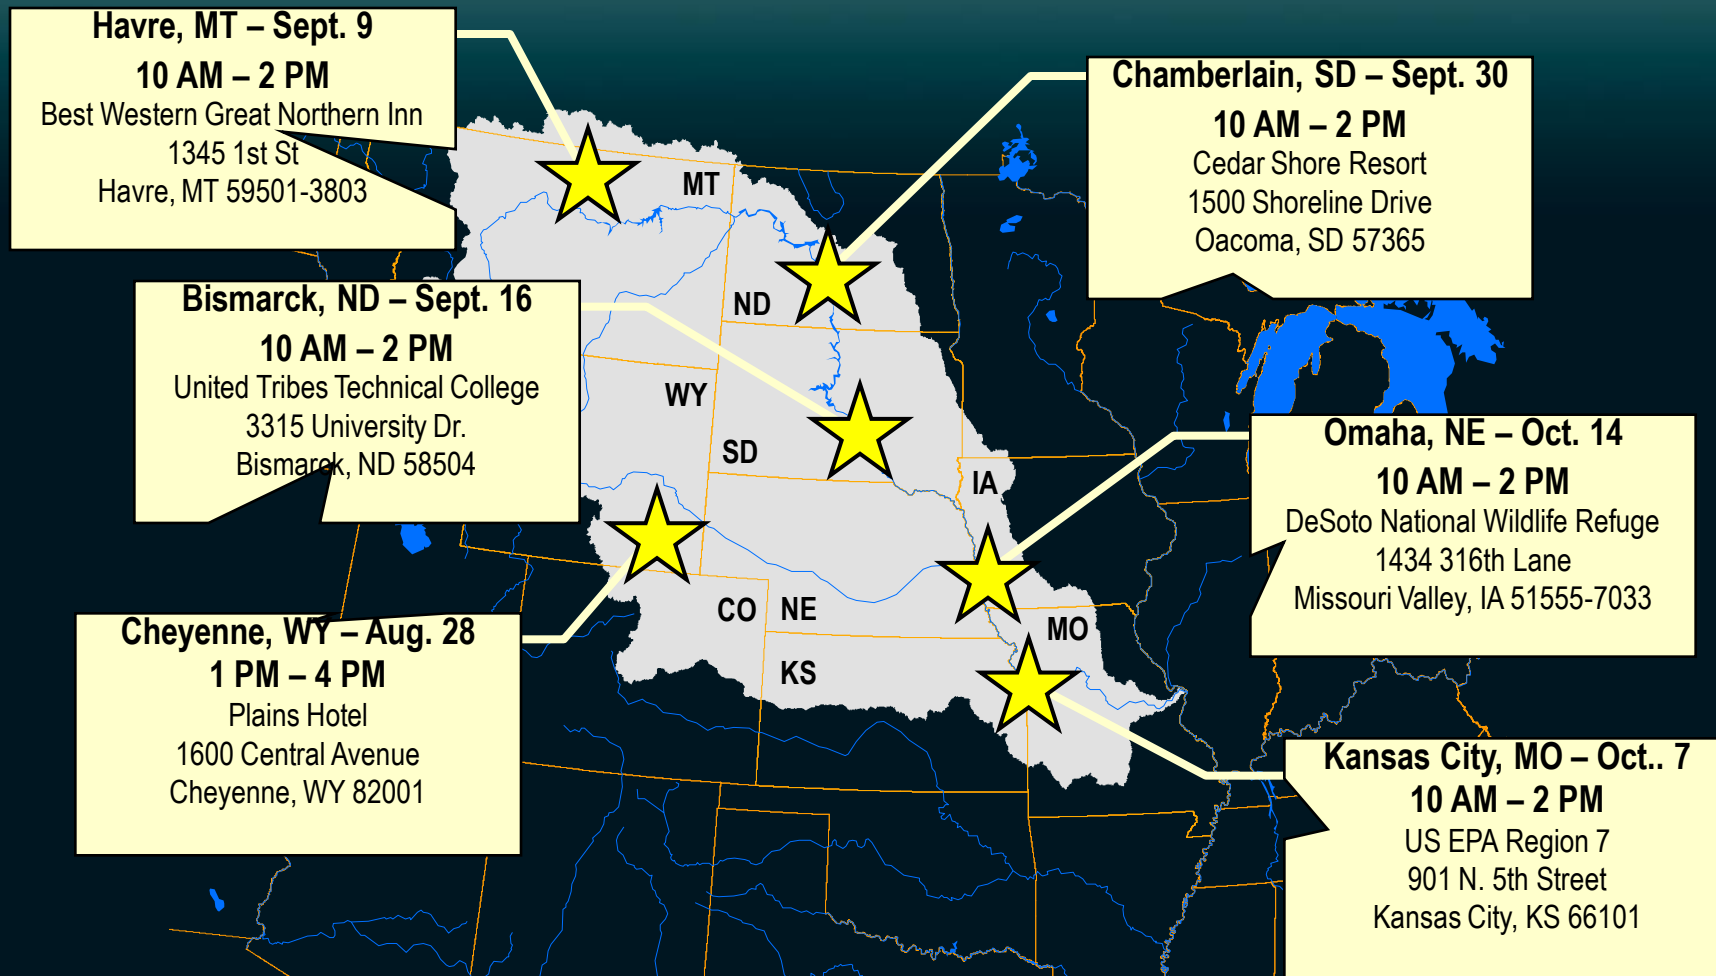 Havre, MT – Sept. 9
10 AM – 2 PM
Best Western Great Northern Inn
1345 1st St
Havre, MT 59501-3803
Chamberlain, SD – Sept. 30
10 AM – 2 PM
Cedar Shore Resort
1500 Shoreline Drive
Oacoma, SD 57365
Bismarck, ND – Sept. 16
10 AM – 2 PM
United Tribes Technical College
3315 University Dr.
Bismarck, ND 58504
Omaha, NE – Oct. 14
10 AM – 2 PM
DeSoto National Wildlife Refuge
1434 316th Lane
Missouri Valley, IA 51555-7033
Cheyenne, WY – Aug. 28
1 PM – 4 PM
Plains Hotel
1600 Central Avenue
Cheyenne, WY 82001
Kansas City, MO – Oct.. 7
10 AM – 2 PM
US EPA Region 7
901 N. 5th Street
Kansas City, KS 66101
MT
ND
WY
SD
IA
CO
NE
MO
KS